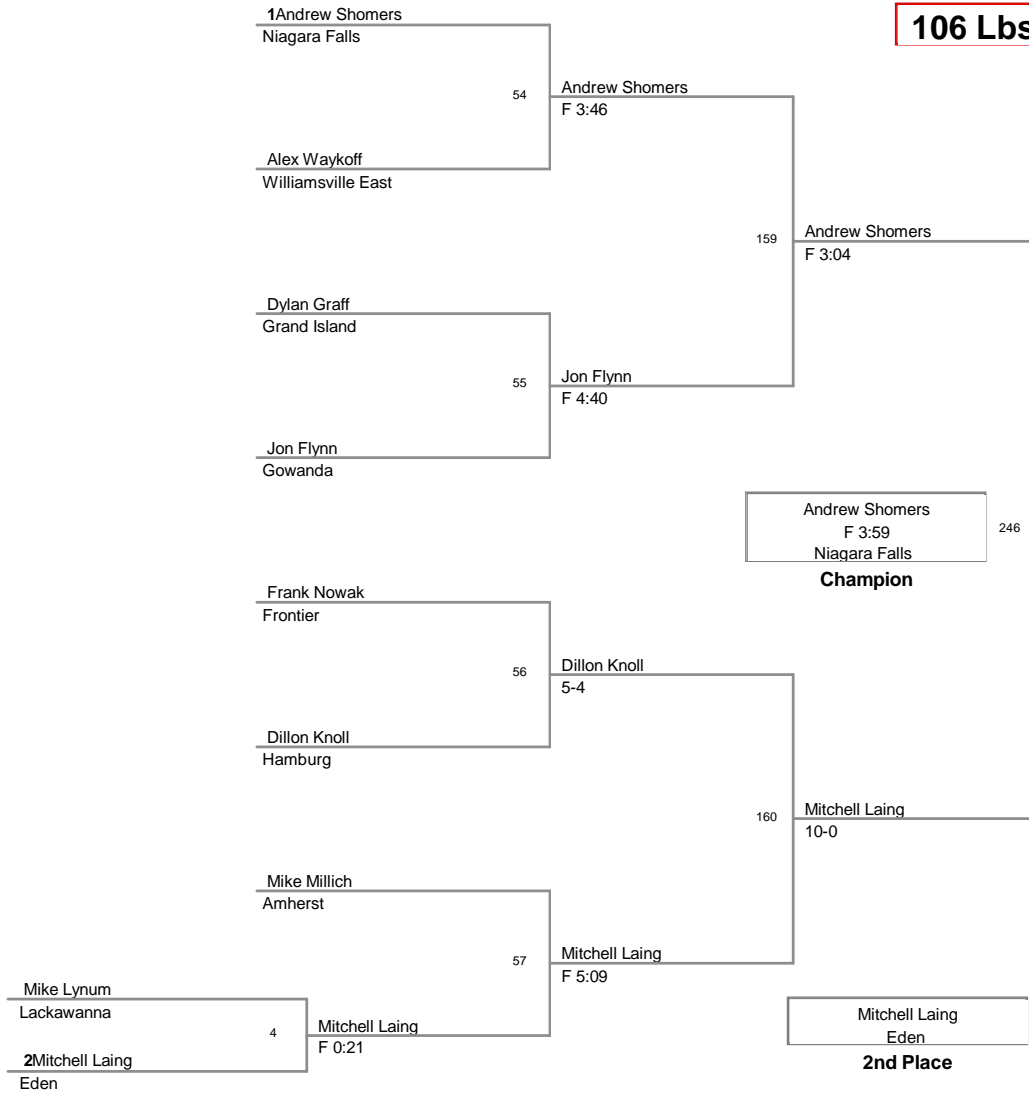 106 Lbs
1Andrew Shomers
Niagara Falls
54
Andrew Shomers
F 3:46
Alex Waykoff
Williamsville East
159
Andrew Shomers
F 3:04
Dylan Graff
Grand Island
55
Jon Flynn
F 4:40
Jon Flynn
Gowanda
Andrew Shomers
F 3:59
Niagara Falls
246
Champion
Frank Nowak
Frontier
56
Dillon Knoll
5-4
Dillon Knoll
Hamburg
160
Mitchell Laing
10-0
Mike Millich
Amherst
57
Mitchell Laing
F 5:09
Mike Lynum
Lackawanna
4
Mitchell Laing
F 0:21
2Mitchell Laing
Eden
Mitchell Laing
Eden
2nd Place